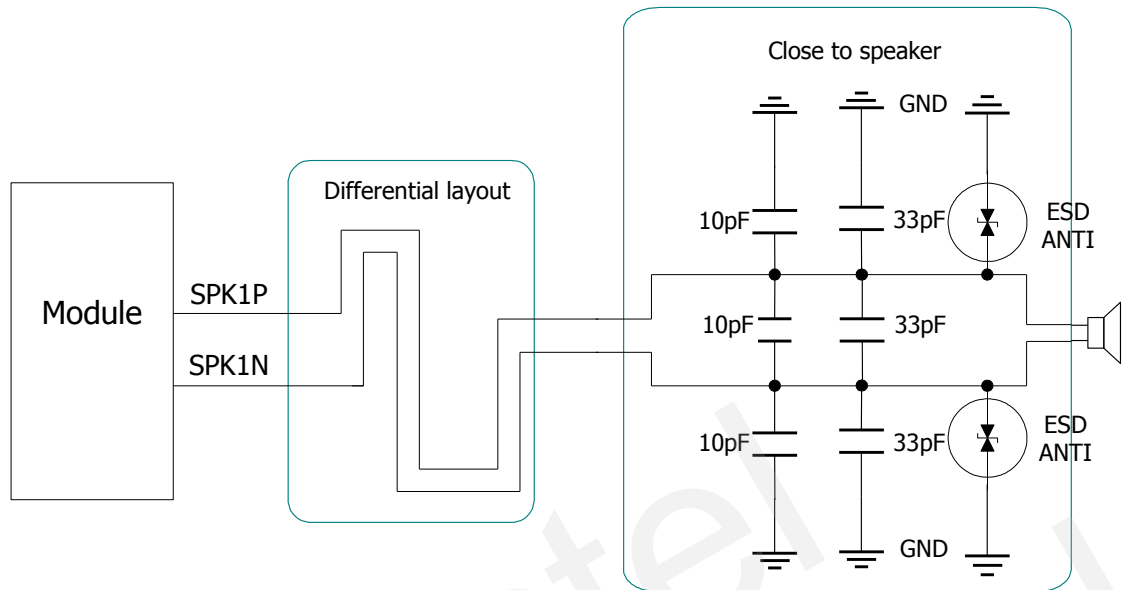 Close to speaker
GND
Differential layout
10pF
33pF
ESD
ANTI
Module
SPK1P
10pF
33pF
SPK1N
10pF
33pF
ESD
ANTI
GND